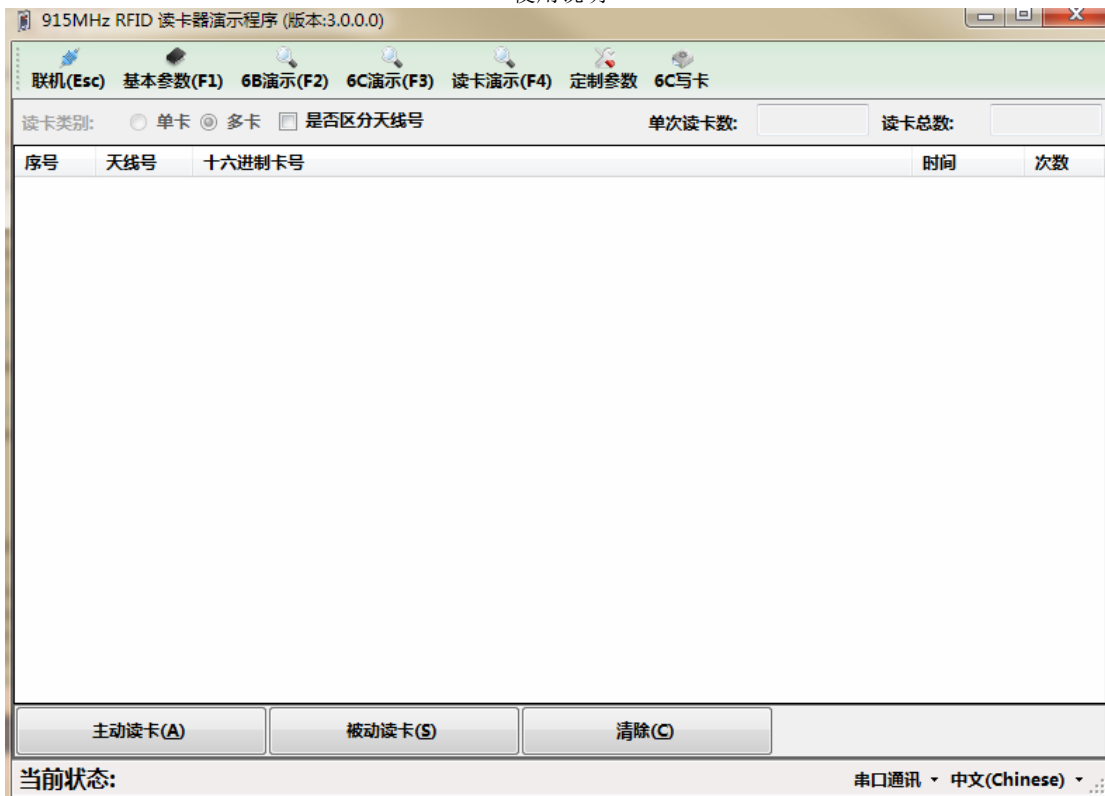 915MHz RFID 读卡器演示程序 (版本:3.0.0.0)
联机(Esc) 基本参数(F1) 6B演示(F2) 6C演示(F3) 读卡演示(F4) 定制参数 6C写卡
读卡类别: 单卡 多卡 是否区分天线号 单次读卡数: 读卡总数:
序号 天线号 十六进制卡号 时间 次数
主动读卡(A) 被动读卡(S) 清除(C)
当前状态: 串口通讯 中文(Chinese)